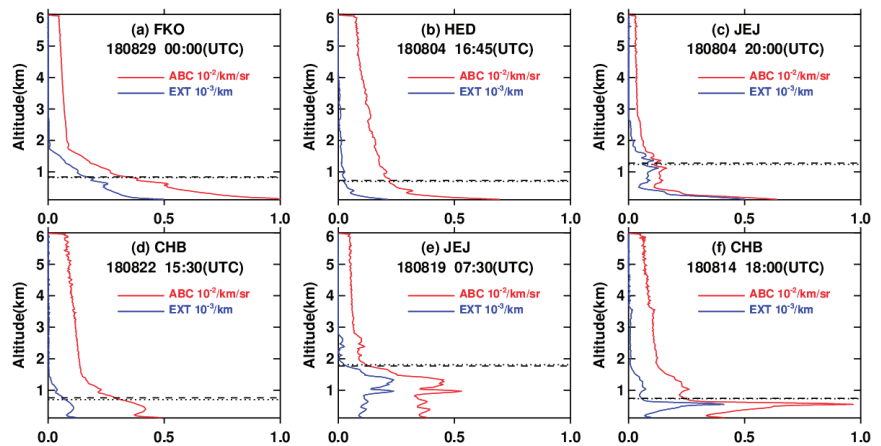 (a) FKO
180829 00:00(UTC)
ABC 10⁻²/km/sr
EXT 10⁻³/km
Altitude(km)
6
5
4
3
2
1
0.0 0.5 1.0
(b) HED
180804 16:45(UTC)
ABC 10⁻²/km/sr
EXT 10⁻³/km
Altitude(km)
6
5
4
3
2
1
0.0 0.5 1.0
(c) JEJ
180804 20:00(UTC)
ABC 10⁻²/km/sr
EXT 10⁻³/km
Altitude(km)
6
5
4
3
2
1
0.0 0.5 1.0
(d) CHB
180822 15:30(UTC)
ABC 10⁻²/km/sr
EXT 10⁻³/km
Altitude(km)
6
5
4
3
2
1
0.0 0.5 1.0
(e) JEJ
180819 07:30(UTC)
ABC 10⁻²/km/sr
EXT 10⁻³/km
Altitude(km)
6
5
4
3
2
1
0.0 0.5 1.0
(f) CHB
180814 18:00(UTC)
ABC 10⁻²/km/sr
EXT 10⁻³/km
Altitude(km)
6
5
4
3
2
1
0.0 0.5 1.0